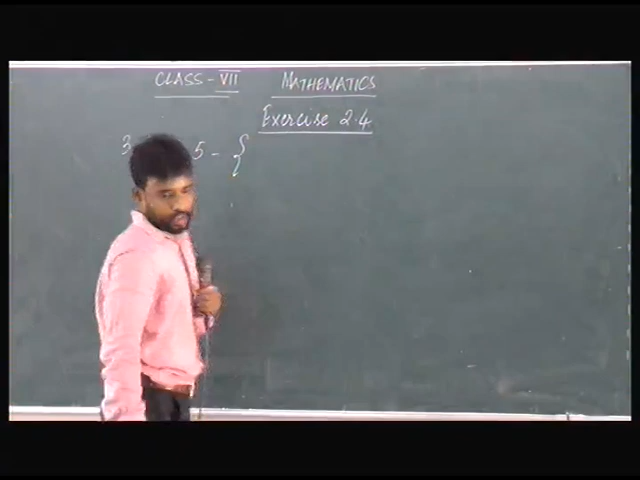 CLASS - VII MATHEMATICS
Exercise 2.4
3 5 - {